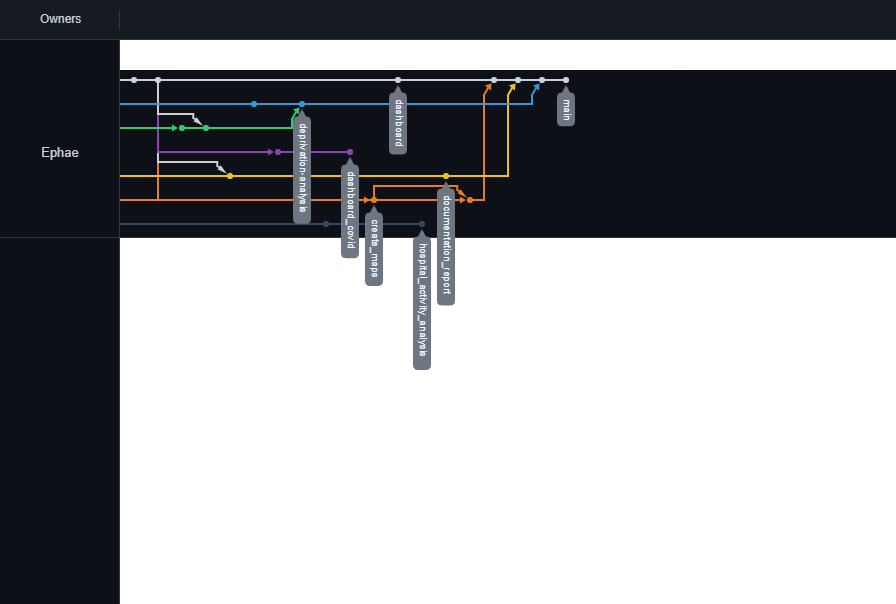 Owners
Ephae
deprivation-analysis
dashboard_covid
create_maps
dashboard
hospital_activity_analysis
documentation_report
main